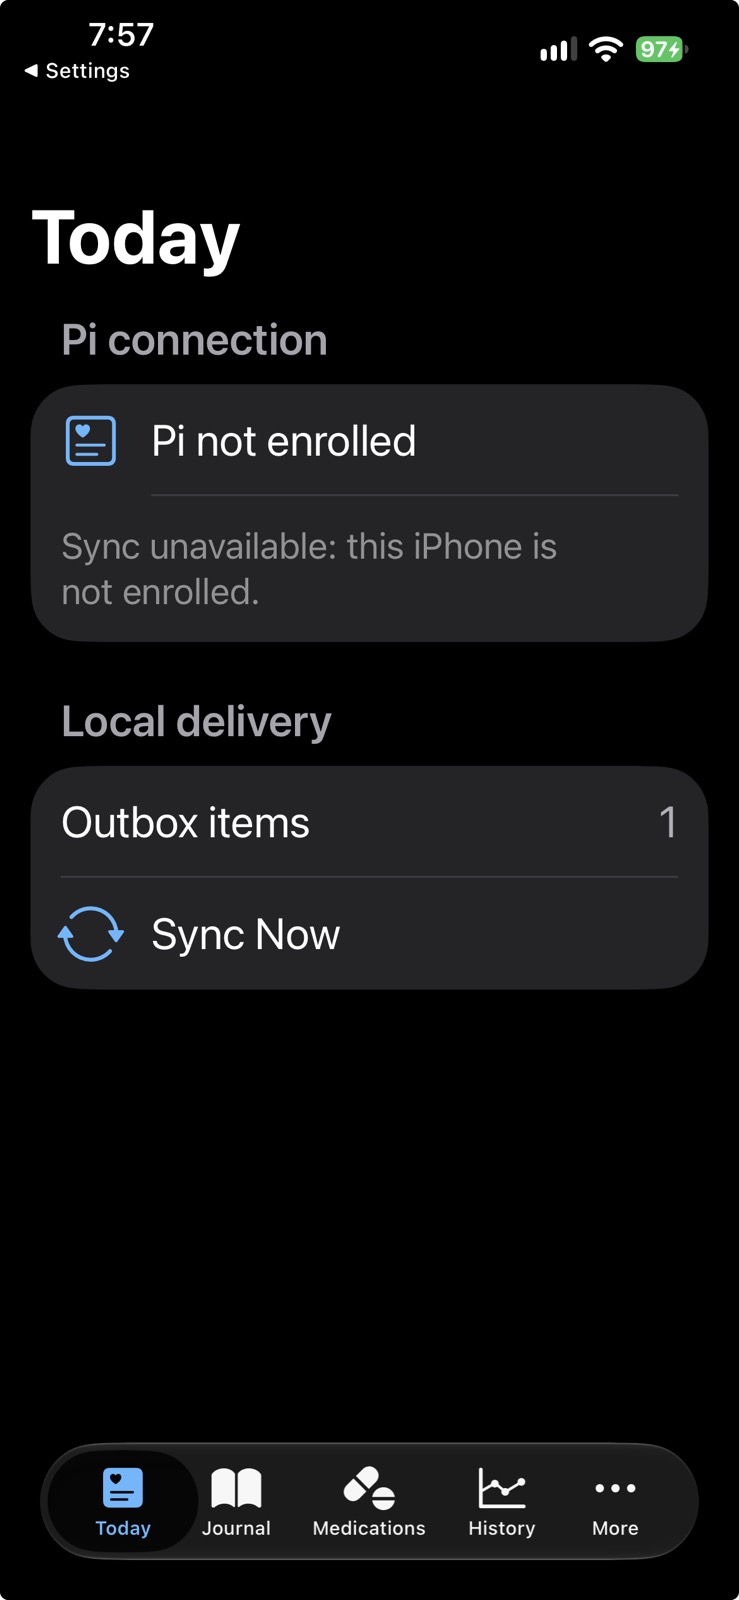 7:57
97
◀ Settings
Today
Pi connection
Pi not enrolled
Sync unavailable: this iPhone is
not enrolled.
Local delivery
Outbox items 1
Sync Now
Today Journal Medications History More